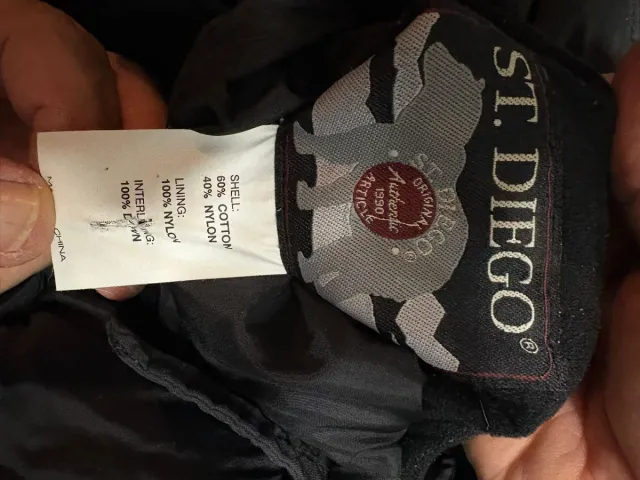 ST. DIEGO®
ST. DIEGO®
ORIGINAL
Authentic
1990
ARTICLE
SHELL:
60% COTTON
40% NYLON
LINING:
100% NYLON
100% DOWN
CHINA